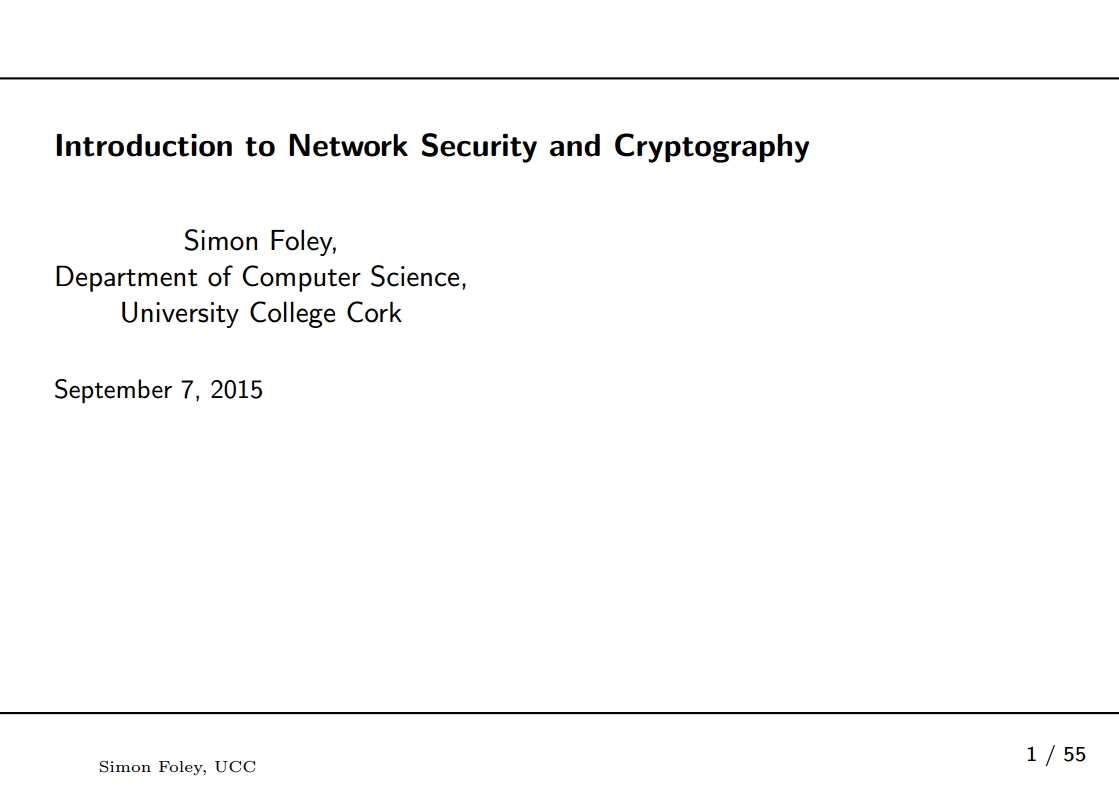 Introduction to Network Security and Cryptography
Simon Foley,
Department of Computer Science,
University College Cork
September 7, 2015
Simon Foley, UCC
1 / 55